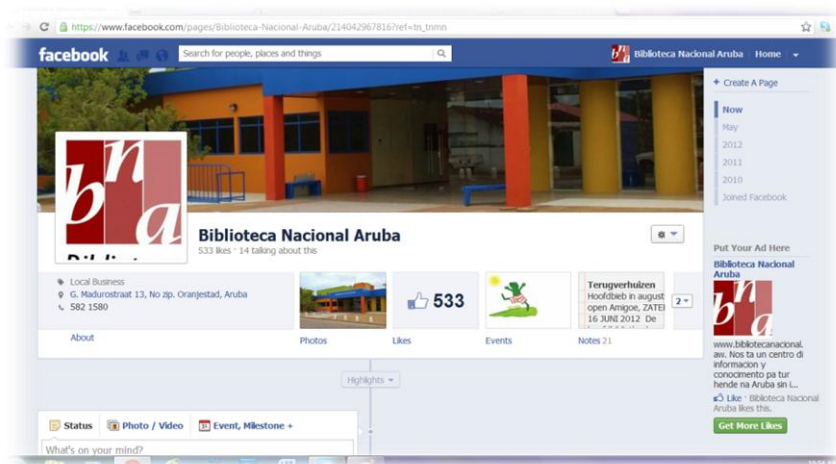 https://www.facebook.com/pages/Biblioteca-Nacional-Aruba/214042967816?ref=tn_tnmn
facebook
Search for people, places and things
Biblioteca Nacional Aruba Home
+ Create A Page
Now
May
2012
2011
2010
Joined Facebook
bna
Biblioteca Nacional Aruba
533 likes · 14 talking about this
Local Business
G. Madurostraat 13, No zip. Oranjestad, Aruba
582 1580
About
Photos
533
Likes
Events
Terugverhuizen
Hoofdbieb in august
open Amigoe, ZATE
16 JUNI 2012 De
Notes 21
2
Highlights
Status Photo / Video Event, Milestone +
What's on your mind?
Put Your Ad Here
Biblioteca Nacional
Aruba
bna
www.bibliotecanacional.
aw. Nos ta un centro di
informacion y
conocimento pa tur
hende na Aruba sin l...
Like · Biblioteca Nacional
Aruba likes this.
Get More Likes